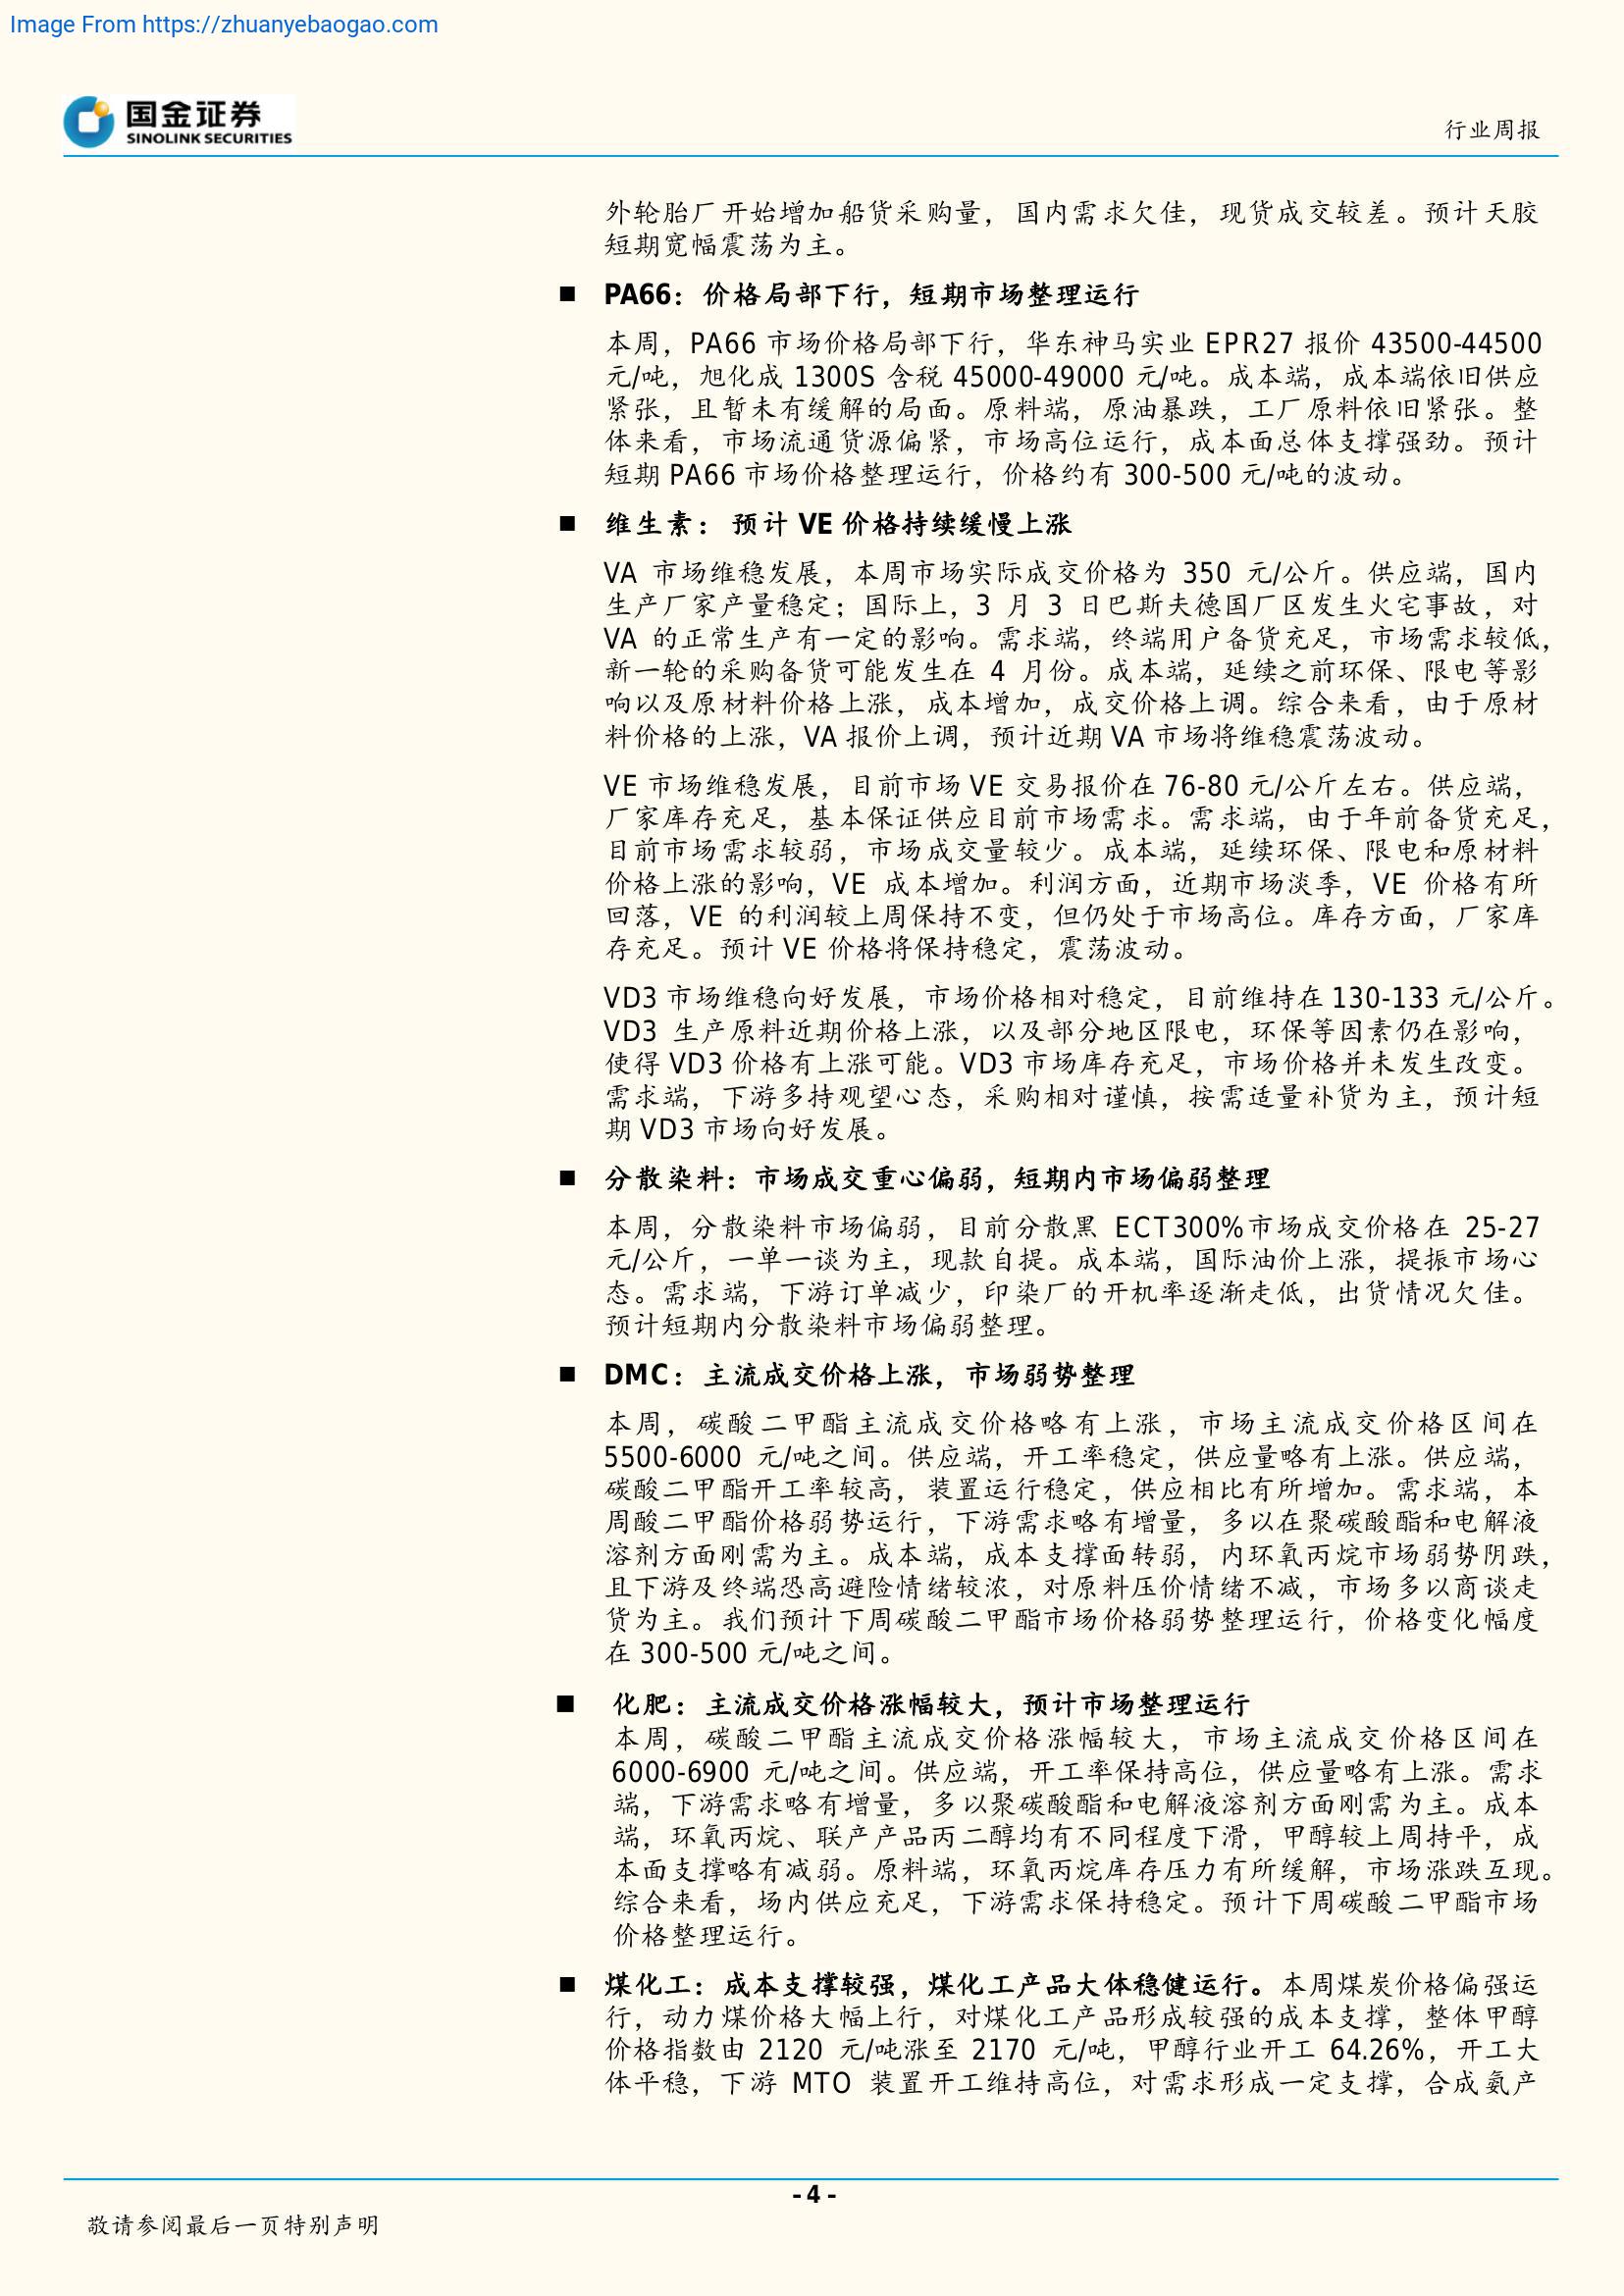 Image From https://zhuanyebaogao.com
国金证券
SINOLINK SECURITIES
行业周报
外轮胎厂开始增加船货采购量，国内需求欠佳，现货成交较差。预计天胶
短期宽幅震荡为主。
■ PA66：价格局部下行，短期市场整理运行
本周，PA66 市场价格局部下行，华东神马实业 EPR27 报价 43500-44500
元/吨，旭化成 1300S 含税 45000-49000 元/吨。成本端，成本端依旧供应
紧张，且暂未有缓解的局面。原料端，原油暴跌，工厂原料依旧紧张。整
体来看，市场流通货源偏紧，市场高位运行，成本面总体支撑强劲。预计
短期 PA66 市场价格整理运行，价格约有 300-500 元/吨的波动。
■ 维生素：预计 VE 价格持续缓慢上涨
VA 市场维稳发展，本周市场实际成交价格为 350 元/公斤。供应端，国内
生产厂家产量稳定；国际上，3 月 3 日巴斯夫德国厂区发生火宅事故，对
VA 的正常生产有一定的影响。需求端，终端用户备货充足，市场需求较低，
新一轮的采购备货可能发生在 4 月份。成本端，延续之前环保、限电等影
响以及原材料价格上涨，成本增加，成交价格上调。综合来看，由于原材
料价格的上涨，VA 报价上调，预计近期 VA 市场将维稳震荡波动。
VE 市场维稳发展，目前市场 VE 交易报价在 76-80 元/公斤左右。供应端，
厂家库存充足，基本保证供应目前市场需求。需求端，由于年前备货充足，
目前市场需求较弱，市场成交量较少。成本端，延续环保、限电和原材料
价格上涨的影响，VE 成本增加。利润方面，近期市场淡季，VE 价格有所
回落，VE 的利润较上周保持不变，但仍处于市场高位。库存方面，厂家库
存充足。预计 VE 价格将保持稳定，震荡波动。
VD3 市场维稳向好发展，市场价格相对稳定，目前维持在 130-133 元/公斤。
VD3 生产原料近期价格上涨，以及部分地区限电，环保等因素仍在影响，
使得 VD3 价格有上涨可能。VD3 市场库存充足，市场价格并未发生改变。
需求端，下游多持观望心态，采购相对谨慎，按需适量补货为主，预计短
期 VD3 市场向好发展。
■ 分散染料：市场成交重心偏弱，短期内市场偏弱整理
本周，分散染料市场偏弱，目前分散黑 ECT300%市场成交价格在 25-27
元/公斤，一单一谈为主，现款自提。成本端，国际油价上涨，提振市场心
态。需求端，下游订单减少，印染厂的开机率逐渐走低，出货情况欠佳。
预计短期内分散染料市场偏弱整理。
■ DMC：主流成交价格上涨，市场弱势整理
本周，碳酸二甲酯主流成交价格略有上涨，市场主流成交价格区间在
5500-6000 元/吨之间。供应端，开工率稳定，供应量略有上涨。供应端，
碳酸二甲酯开工率较高，装置运行稳定，供应相比有所增加。需求端，本
周酸二甲酯价格弱势运行，下游需求略有增量，多以在聚碳酸酯和电解液
溶剂方面刚需为主。成本端，成本支撑面转弱，内环氧丙烷市场弱势阴跌，
且下游及终端恐高避险情绪较浓，对原料压价情绪不减，市场多以商谈走
货为主。我们预计下周碳酸二甲酯市场价格弱势整理运行，价格变化幅度
在 300-500 元/吨之间。
■ 化肥：主流成交价格涨幅较大，预计市场整理运行
本周，碳酸二甲酯主流成交价格涨幅较大，市场主流成交价格区间在
6000-6900 元/吨之间。供应端，开工率保持高位，供应量略有上涨。需求
端，下游需求略有增量，多以聚碳酸酯和电解液溶剂方面刚需为主。成本
端，环氧丙烷、联产产品丙二醇均有不同程度下滑，甲醇较上周持平，成
本面支撑略有减弱。原料端，环氧丙烷库存压力有所缓解，市场涨跌互现。
综合来看，场内供应充足，下游需求保持稳定。预计下周碳酸二甲酯市场
价格整理运行。
■ 煤化工：成本支撑较强，煤化工产品大体稳健运行。本周煤炭价格偏强运
行，动力煤价格大幅上行，对煤化工产品形成较强的成本支撑，整体甲醇
价格指数由 2120 元/吨涨至 2170 元/吨，甲醇行业开工 64.26%，开工大
体平稳，下游 MTO 装置开工维持高位，对需求形成一定支撑，合成氨产
- 4 -
敬请参阅最后一页特别声明